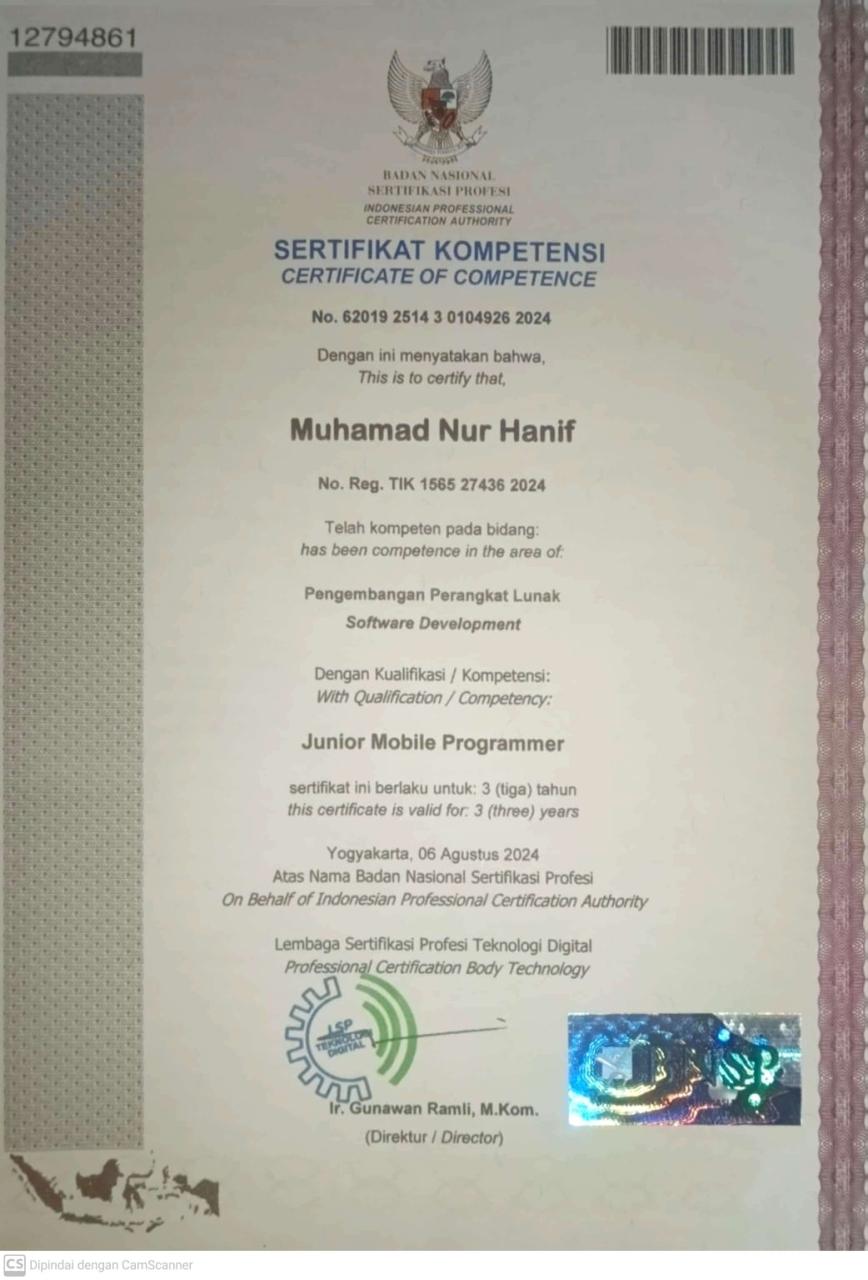 12794861
BADAN NASIONAL
SERTIFIKASI PROFESI
INDONESIAN PROFESSIONAL
CERTIFICATION AUTHORITY
SERTIFIKAT KOMPETENSI
CERTIFICATE OF COMPETENCE
No. 62019 2514 3 0104926 2024
Dengan ini menyatakan bahwa,
This is to certify that,
Muhamad Nur Hanif
No. Reg. TIK 1565 27436 2024
Telah kompeten pada bidang:
has been competence in the area of:
Pengembangan Perangkat Lunak
Software Development
Dengan Kualifikasi / Kompetensi:
With Qualification / Competency:
Junior Mobile Programmer
sertifikat ini berlaku untuk: 3 (tiga) tahun
this certificate is valid for: 3 (three) years
Yogyakarta, 06 Agustus 2024
Atas Nama Badan Nasional Sertifikasi Profesi
On Behalf of Indonesian Professional Certification Authority
Lembaga Sertifikasi Profesi Teknologi Digital
Professional Certification Body Technology
LSP
TEKNOLOGI
DIGITAL
BNSP
Ir. Gunawan Ramli, M.Kom.
(Direktur / Director)
CS Dipindai dengan CamScanner